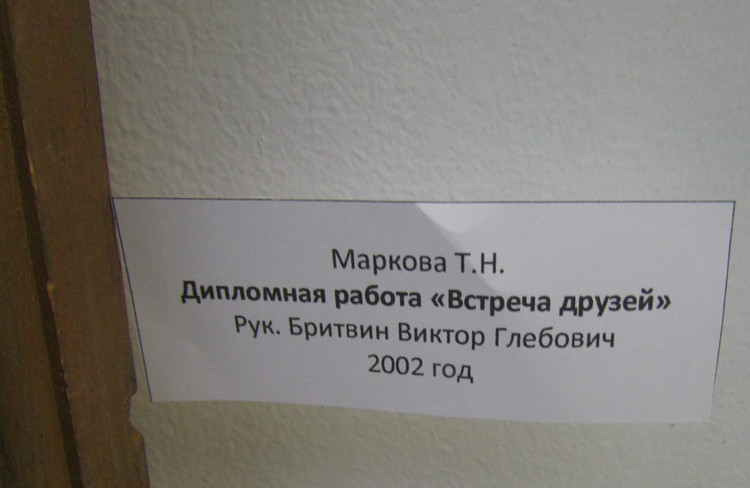 Маркова Т.Н.
Дипломная работа «Встреча друзей»
Рук. Бритвин Виктор Глебович
2002 год